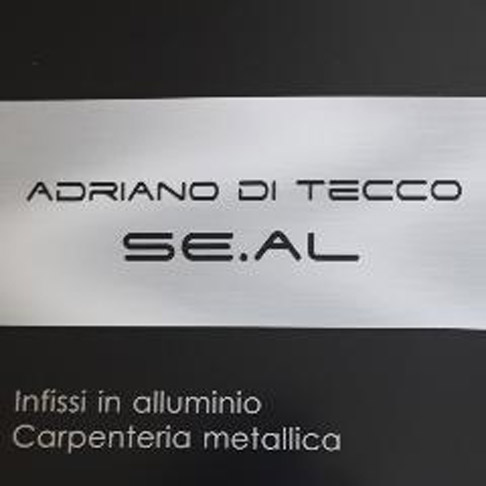 ADRIANO DI TECCO
SE.AL
Infissi in alluminio
Carpenteria metallica